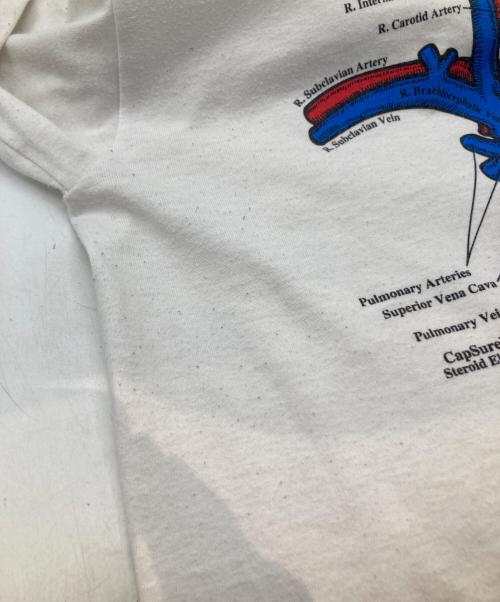 R.
R. Carotid Artery
R. Subclavian Artery
R. Brachiocephalic
R. Subclavian Vein
Pulmonary Arteries
Superior Vena Cava
Pulmonary
CapSure
Steroid